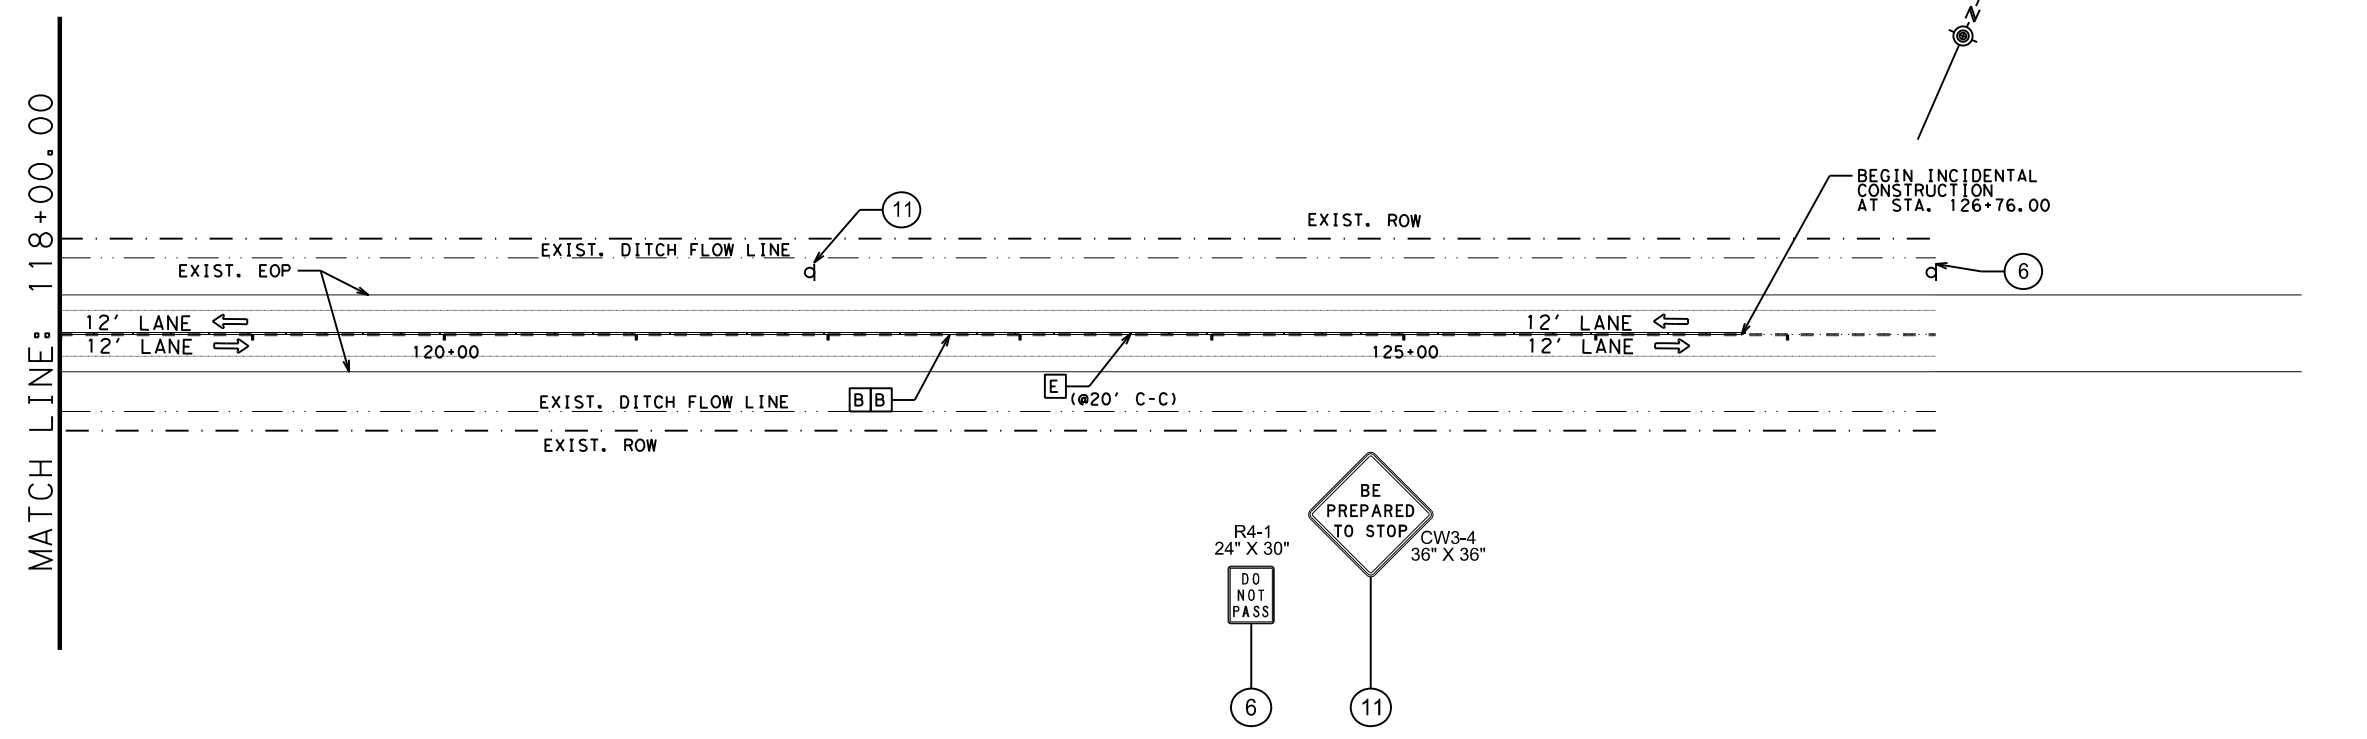 N
MATCH LINE: 118+00.00
BEGIN INCIDENTAL
CONSTRUCTION
AT STA. 126+76.00
11
EXIST. ROW
EXIST. DITCH FLOW LINE
EXIST. EOP
6
12' LANE
12' LANE
12' LANE
12' LANE
120+00
125+00
E
(@20' C-C)
B B
EXIST. DITCH FLOW LINE
EXIST. ROW
BE
PREPARED
TO STOP
CW3-4
36" X 36"
R4-1
24" X 30"
DO
NOT
PASS
6
11